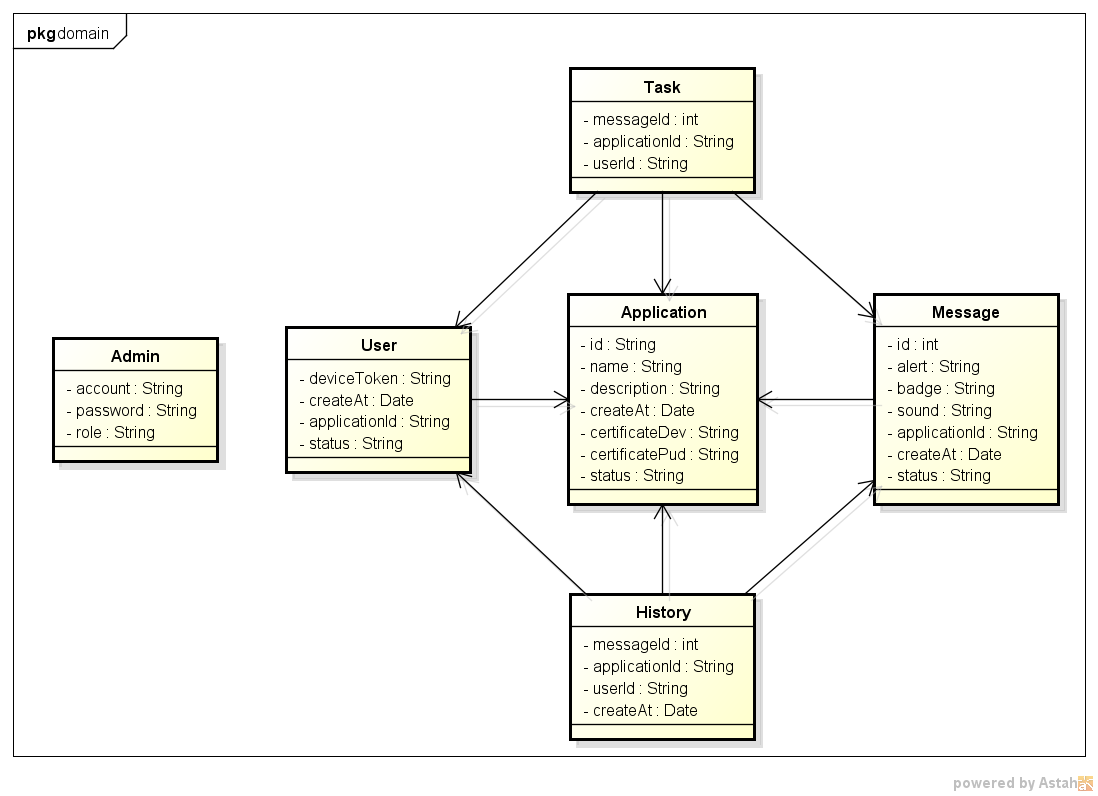 pkg domain
Task
- messageId : int
- applicationId : String
- userId : String
Admin
- account : String
- password : String
- role : String
User
- deviceToken : String
- createAt : Date
- applicationId : String
- status : String
Application
- id : String
- name : String
- description : String
- createAt : Date
- certificateDev : String
- certificatePud : String
- status : String
Message
- id : int
- alert : String
- badge : String
- sound : String
- applicationId : String
- createAt : Date
- status : String
History
- messageId : int
- applicationId : String
- userId : String
- createAt : Date
powered by Astah